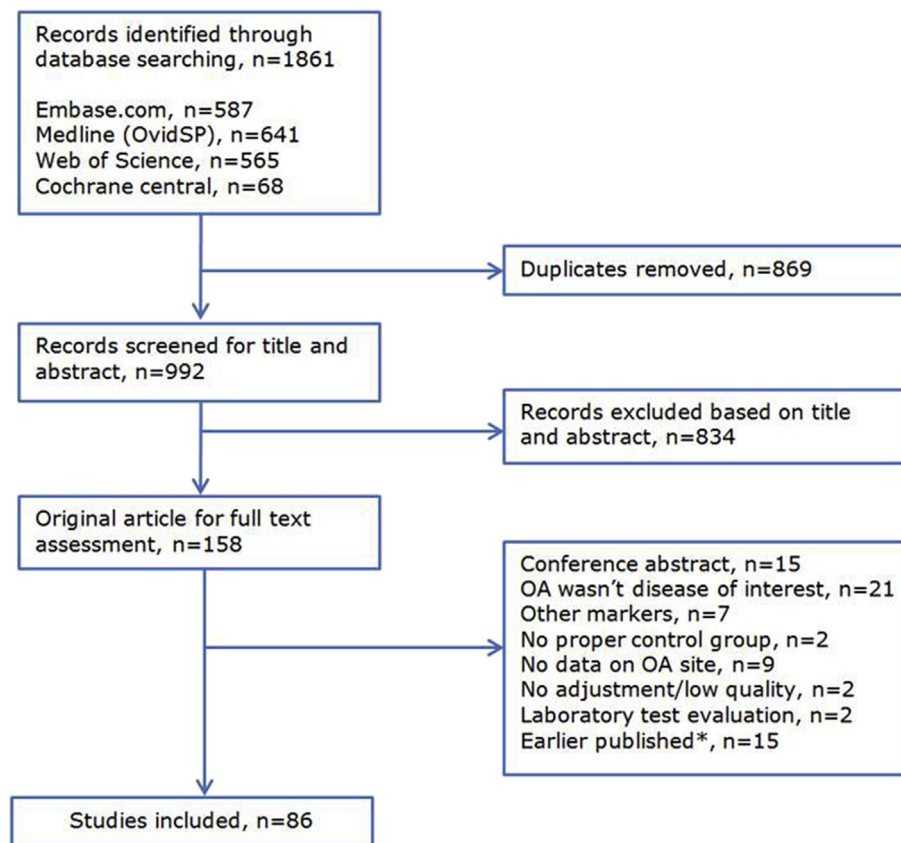 Records identified through
database searching, n=1861
Embase.com, n=587
Medline (OvidSP), n=641
Web of Science, n=565
Cochrane central, n=68
Duplicates removed, n=869
Records screened for title and
abstract, n=992
Records excluded based on title
and abstract, n=834
Original article for full text
assessment, n=158
Conference abstract, n=15
OA wasn’t disease of interest, n=21
Other markers, n=7
No proper control group, n=2
No data on OA site, n=9
No adjustment/low quality, n=2
Laboratory test evaluation, n=2
Earlier published*, n=15
Studies included, n=86